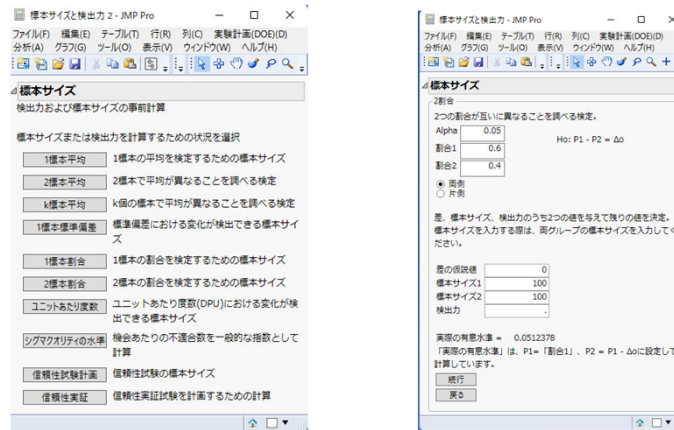 標本サイズと検出力 2 - JMP Pro
ファイル(F) 編集(E) テーブル(T) 行(R) 列(C) 実験計画(DOE)(D)
分析(A) グラフ(G) ツール(O) 表示(V) ウィンドウ(W) ヘルプ(H)
標本サイズ
検出力および標本サイズの事前計算
標本サイズまたは検出力を計算するための状況を選択
1標本平均 1標本の平均を検定するための標本サイズ
2標本平均 2標本で平均が異なることを調べる検定
k標本平均 k個の標本で平均が異なることを調べる検定
1標本標準偏差 標準偏差における変化が検出できる標本サイ
ズ
1標本割合 1標本の割合を検定するための標本サイズ
2標本割合 2標本の割合を検定するための標本サイズ
ユニットあたり度数 ユニットあたり度数(DPU)における変化が検
出できる標本サイズ
シグマクオリティの水準 機会あたりの不適合数を一般的な指数として
計算
信頼性試験計画 信頼性試験の標本サイズ
信頼性実証 信頼性実証試験を計画するための計算
標本サイズと検出力 - JMP Pro
ファイル(F) 編集(E) テーブル(T) 行(R) 列(C) 実験計画(DOE)(D)
分析(A) グラフ(G) ツール(O) 表示(V) ウィンドウ(W) ヘルプ(H)
標本サイズ
2割合
2つの割合が互いに異なることを調べる検定。
Alpha 0.05
Ho: P1 - P2 = Δo
割合1 0.6
割合2 0.4
両側
片側
差、標本サイズ、検出力のうち2つの値を与えて残りの値を決定。
標本サイズを入力する際は、両グループの標本サイズを入力してく
ださい。
差の仮説値 0
標本サイズ1 100
標本サイズ2 100
検出力 .
実際の有意水準 = 0.0512378
「実際の有意水準」は、P1=「割合1」、P2 = P1 - Δoに設定して
計算しています。
続行
戻る